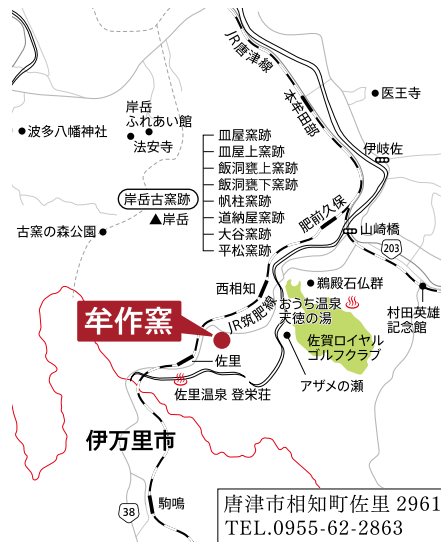 JR唐津線
本牟田部
医王寺
岸岳
ふれあい館
波多八幡神社
法安寺
皿屋窯跡
皿屋上窯跡
飯洞甕上窯跡
飯洞甕下窯跡
帆柱窯跡
道納屋窯跡
大谷窯跡
平松窯跡
伊岐佐
岸岳古窯跡
岸岳
古窯の森公園
肥前久保
山崎橋
203
西相知
鵜殿石仏群
おうち温泉
天徳の湯
村田英雄
記念館
JR筑肥線
牟作窯
佐里
佐賀ロイヤル
ゴルフクラブ
アザメの瀬
佐里温泉 登栄荘
伊万里市
駒鳴
38
唐津市相知町佐里 2961
TEL.0955-62-2863